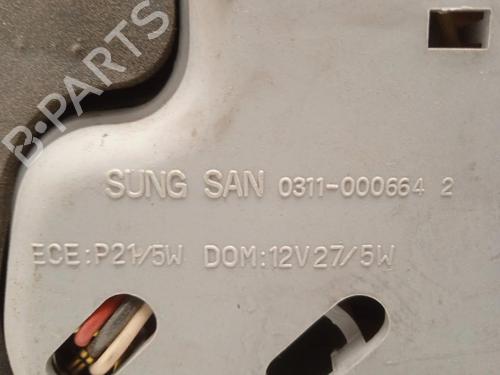 B-PARTS
SUNG SAN 0311-000664 2
ECE:P21/5W DOM:12V27/5W